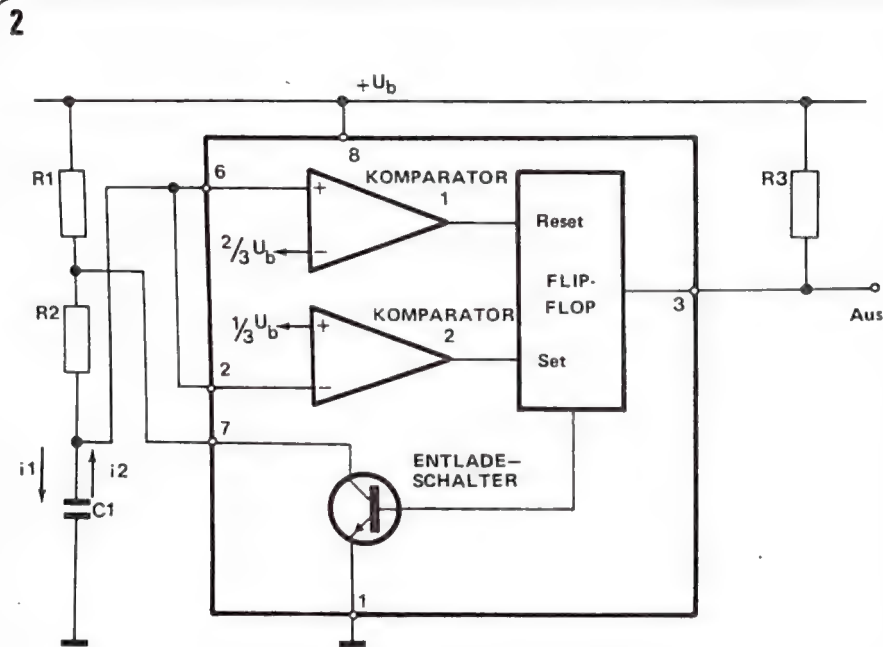 2
+Ub
8
6
R1
KOMPARATOR
1
R3
Reset
2/3 Ub
FLIP-
FLOP
R2
KOMPARATOR
2
1/3 Ub
3
Aus
Set
2
7
i1
i2
ENTLADE-
SCHALTER
C1
1